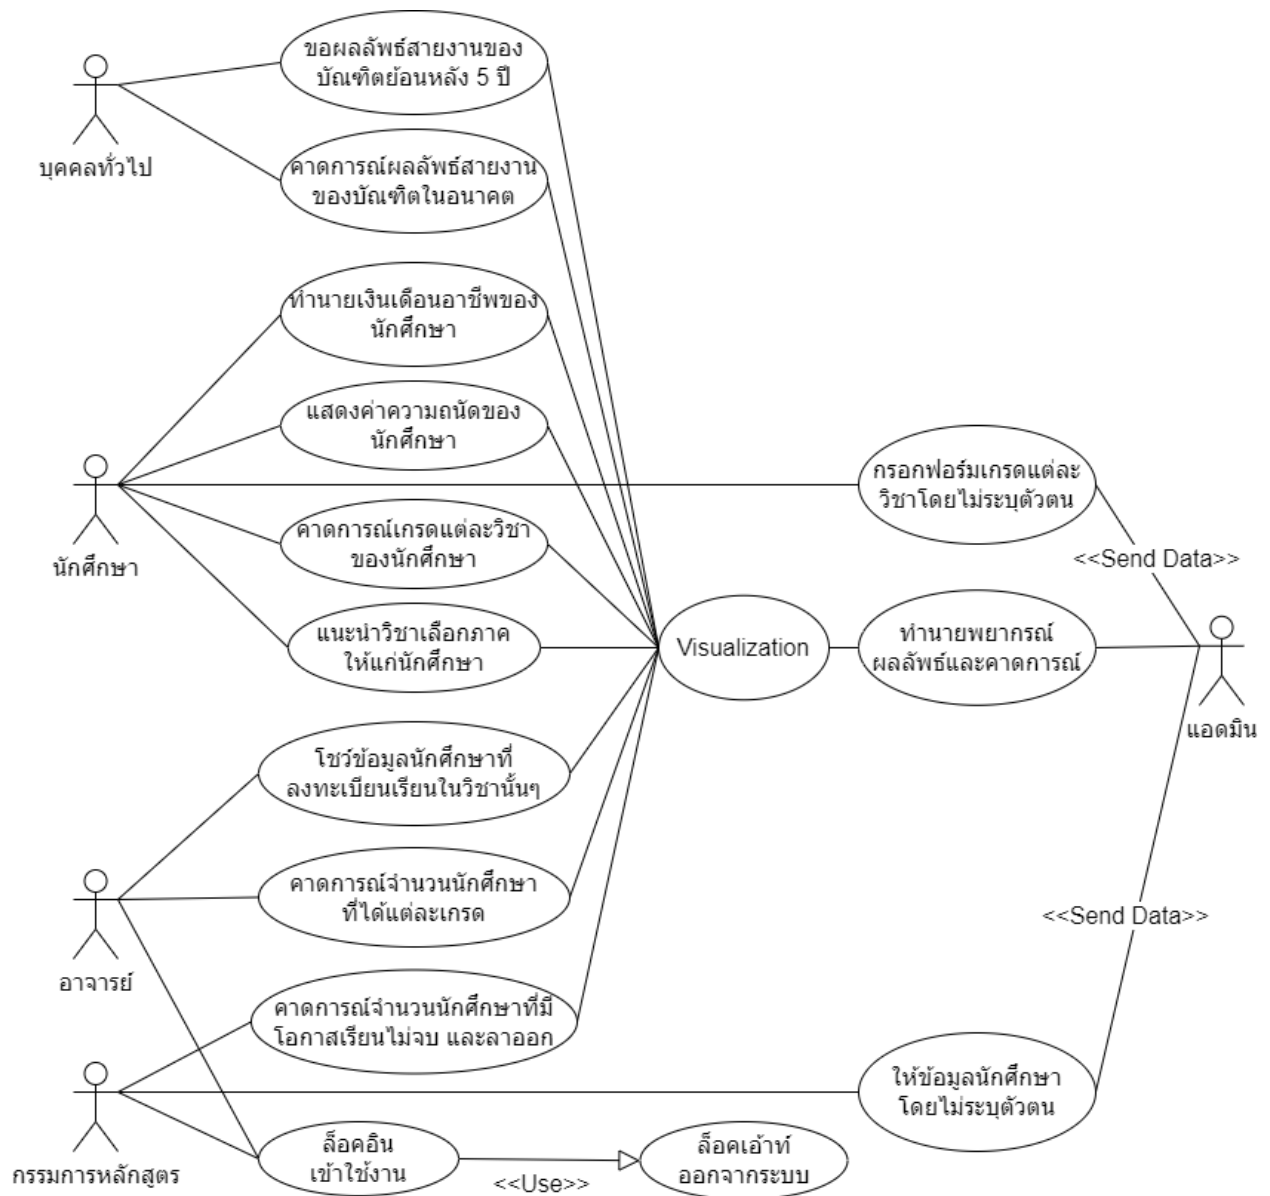 ขอผลลัพธ์สายงานของ
บัณฑิตย้อนหลัง 5 ปี
บุคคลทั่วไป
คาดการณ์ผลลัพธ์สายงาน
ของบัณฑิตในอนาคต
ทำนายเงินเดือนอาชีพของ
นักศึกษา
แสดงค่าความถนัดของ
นักศึกษา
กรอกฟอร์มเกรดแต่ละ
วิชาโดยไม่ระบุตัวตน
นักศึกษา
คาดการณ์เกรดแต่ละวิชา
ของนักศึกษา
<<Send Data>>
แนะนำวิชาเลือกภาค
ให้แก่นักศึกษา
Visualization
ทำนายพยากรณ์
ผลลัพธ์และคาดการณ์
แอดมิน
โชว์ข้อมูลนักศึกษาที่
ลงทะเบียนเรียนในวิชานั้นๆ
คาดการณ์จำนวนนักศึกษา
ที่ได้แต่ละเกรด
<<Send Data>>
อาจารย์
คาดการณ์จำนวนนักศึกษาที่มี
โอกาสเรียนไม่จบ และลาออก
ให้ข้อมูลนักศึกษา
โดยไม่ระบุตัวตน
กรรมการหลักสูตร
ล็อคอิน
เข้าใช้งาน
<<Use>>
ล็อคเอ้าท์
ออกจากระบบ